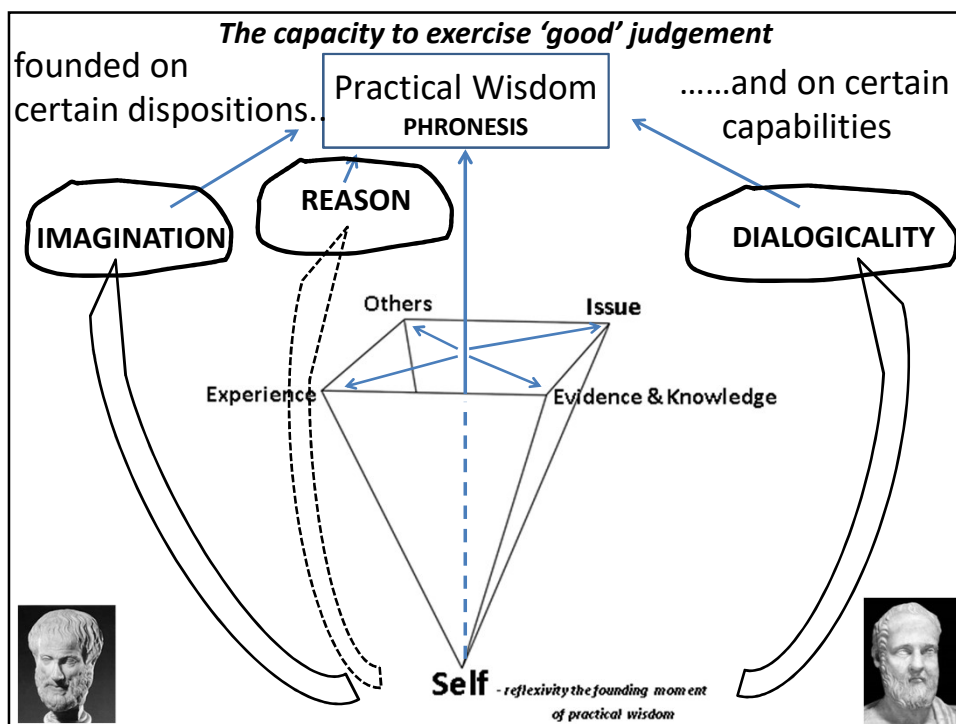 The capacity to exercise ‘good’ judgement
founded on
certain dispositions..
Practical Wisdom
PHRONESIS
……and on certain
capabilities
IMAGINATION
REASON
DIALOGICALITY
Others
Issue
Experience
Evidence & Knowledge
Self - reflexivity the founding moment
of practical wisdom